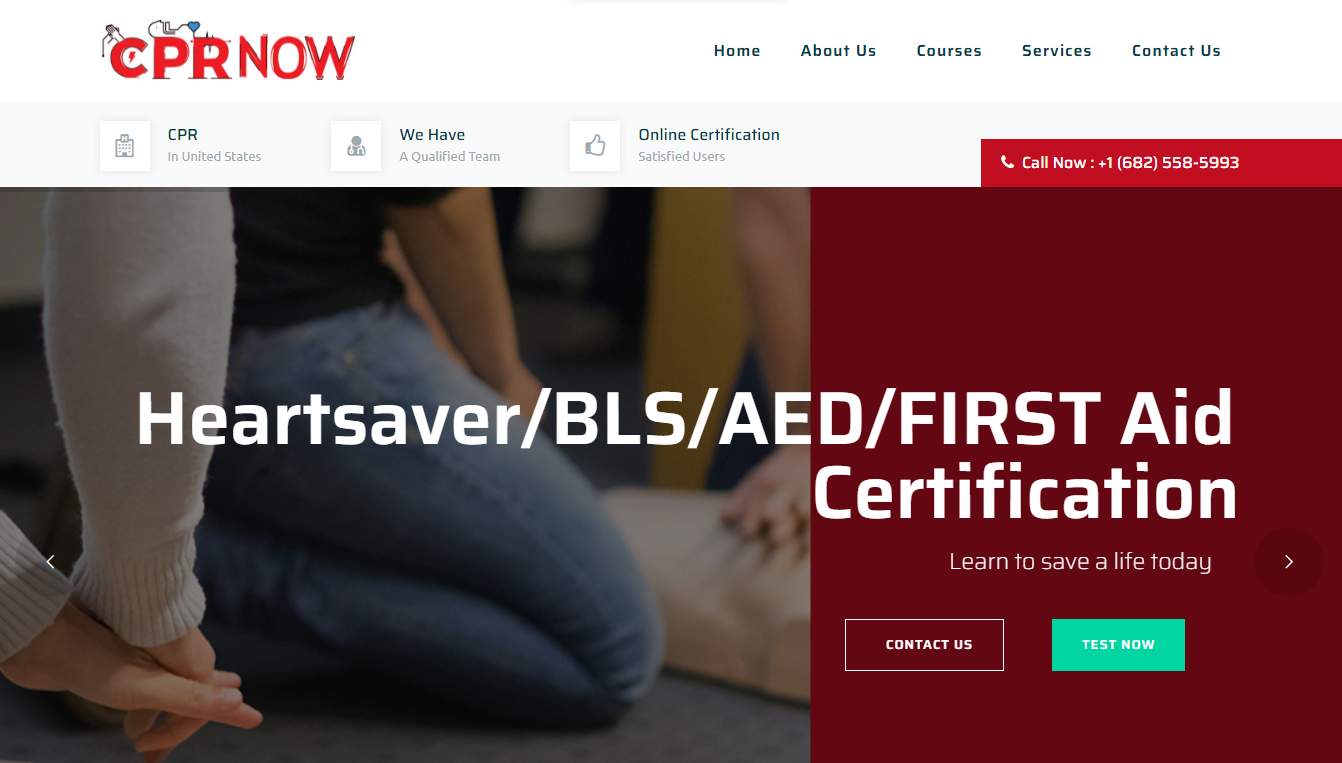 CPR NOW
Home About Us Courses Services Contact Us
CPR
In United States
We Have
A Qualified Team
Online Certification
Satisfied Users
Call Now : +1 (682) 558-5993
Heartsaver/BLS/AED/FIRST Aid
Certification
Learn to save a life today
CONTACT US
TEST NOW